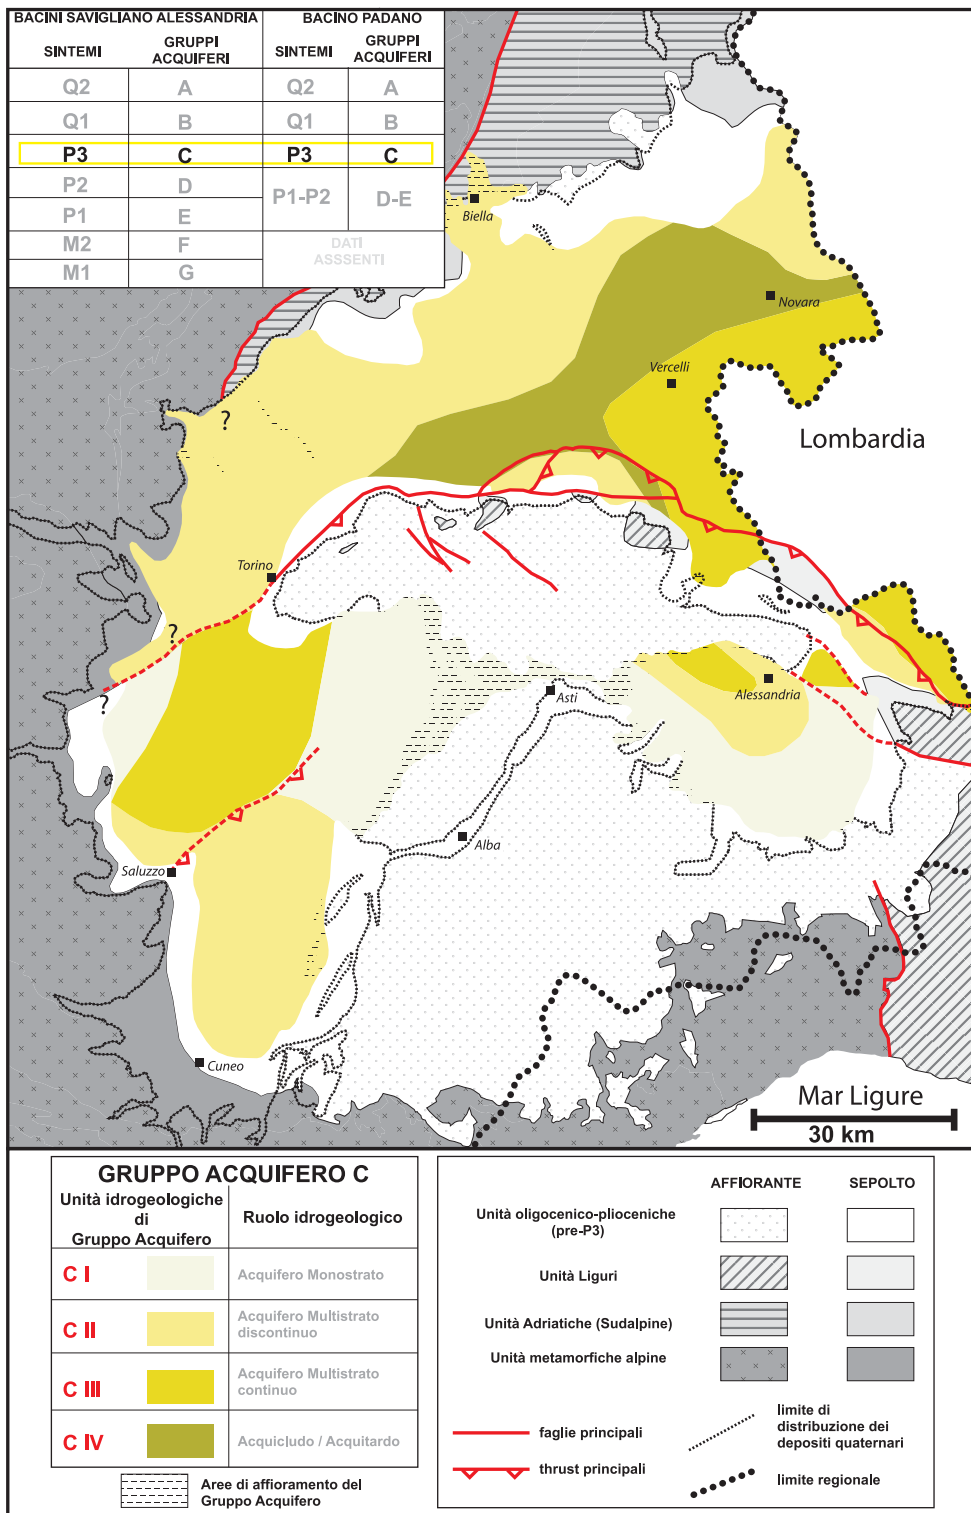 BACINI SAVIGLIANO ALESSANDRIA
BACINO PADANO
SINTEMI
GRUPPI
ACQUIFERI
SINTEMI
GRUPPI
ACQUIFERI
Q2 A Q2 A
Q1 B Q1 B
P3 C P3 C
P2 D
P1-P2 D-E
P1 E
M2 F
DATI
ASSSENTI
M1 G
Biella
Novara
Vercelli
?
Lombardia
Torino
?
?
Asti
Alessandria
Alba
Saluzzo
Cuneo
Mar Ligure
30 km
GRUPPO ACQUIFERO C
Unità idrogeologiche
di
Gruppo Acquifero
Ruolo idrogeologico
C I
Acquifero Monostrato
C II
Acquifero Multistrato
discontinuo
C III
Acquifero Multistrato
continuo
C IV
Acquicludo / Acquitardo
Aree di affioramento del
Gruppo Acquifero
AFFIORANTE
SEPOLTO
Unità oligocenico-plioceniche
(pre-P3)
Unità Liguri
Unità Adriatiche (Sudalpine)
Unità metamorfiche alpine
faglie principali
thrust principali
limite di
distribuzione dei
depositi quaternari
limite regionale